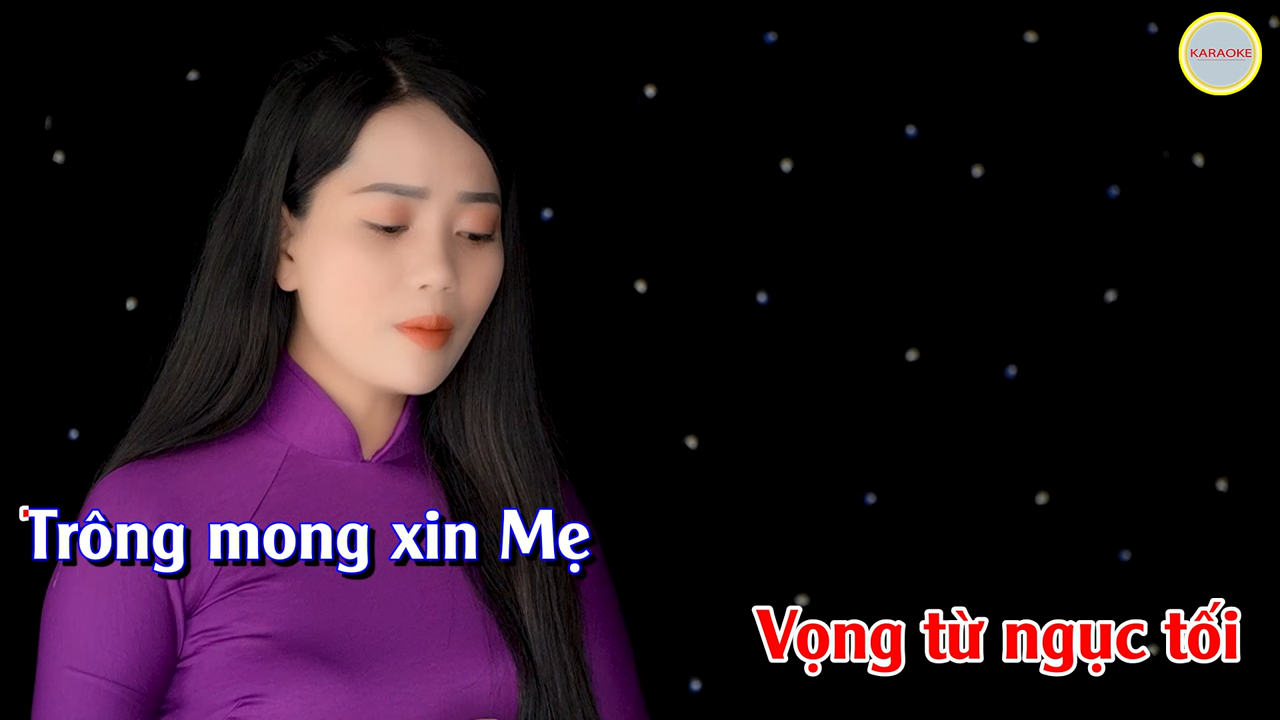 KARAOKE
Trông mong xin Mẹ
Vọng từ ngục tối